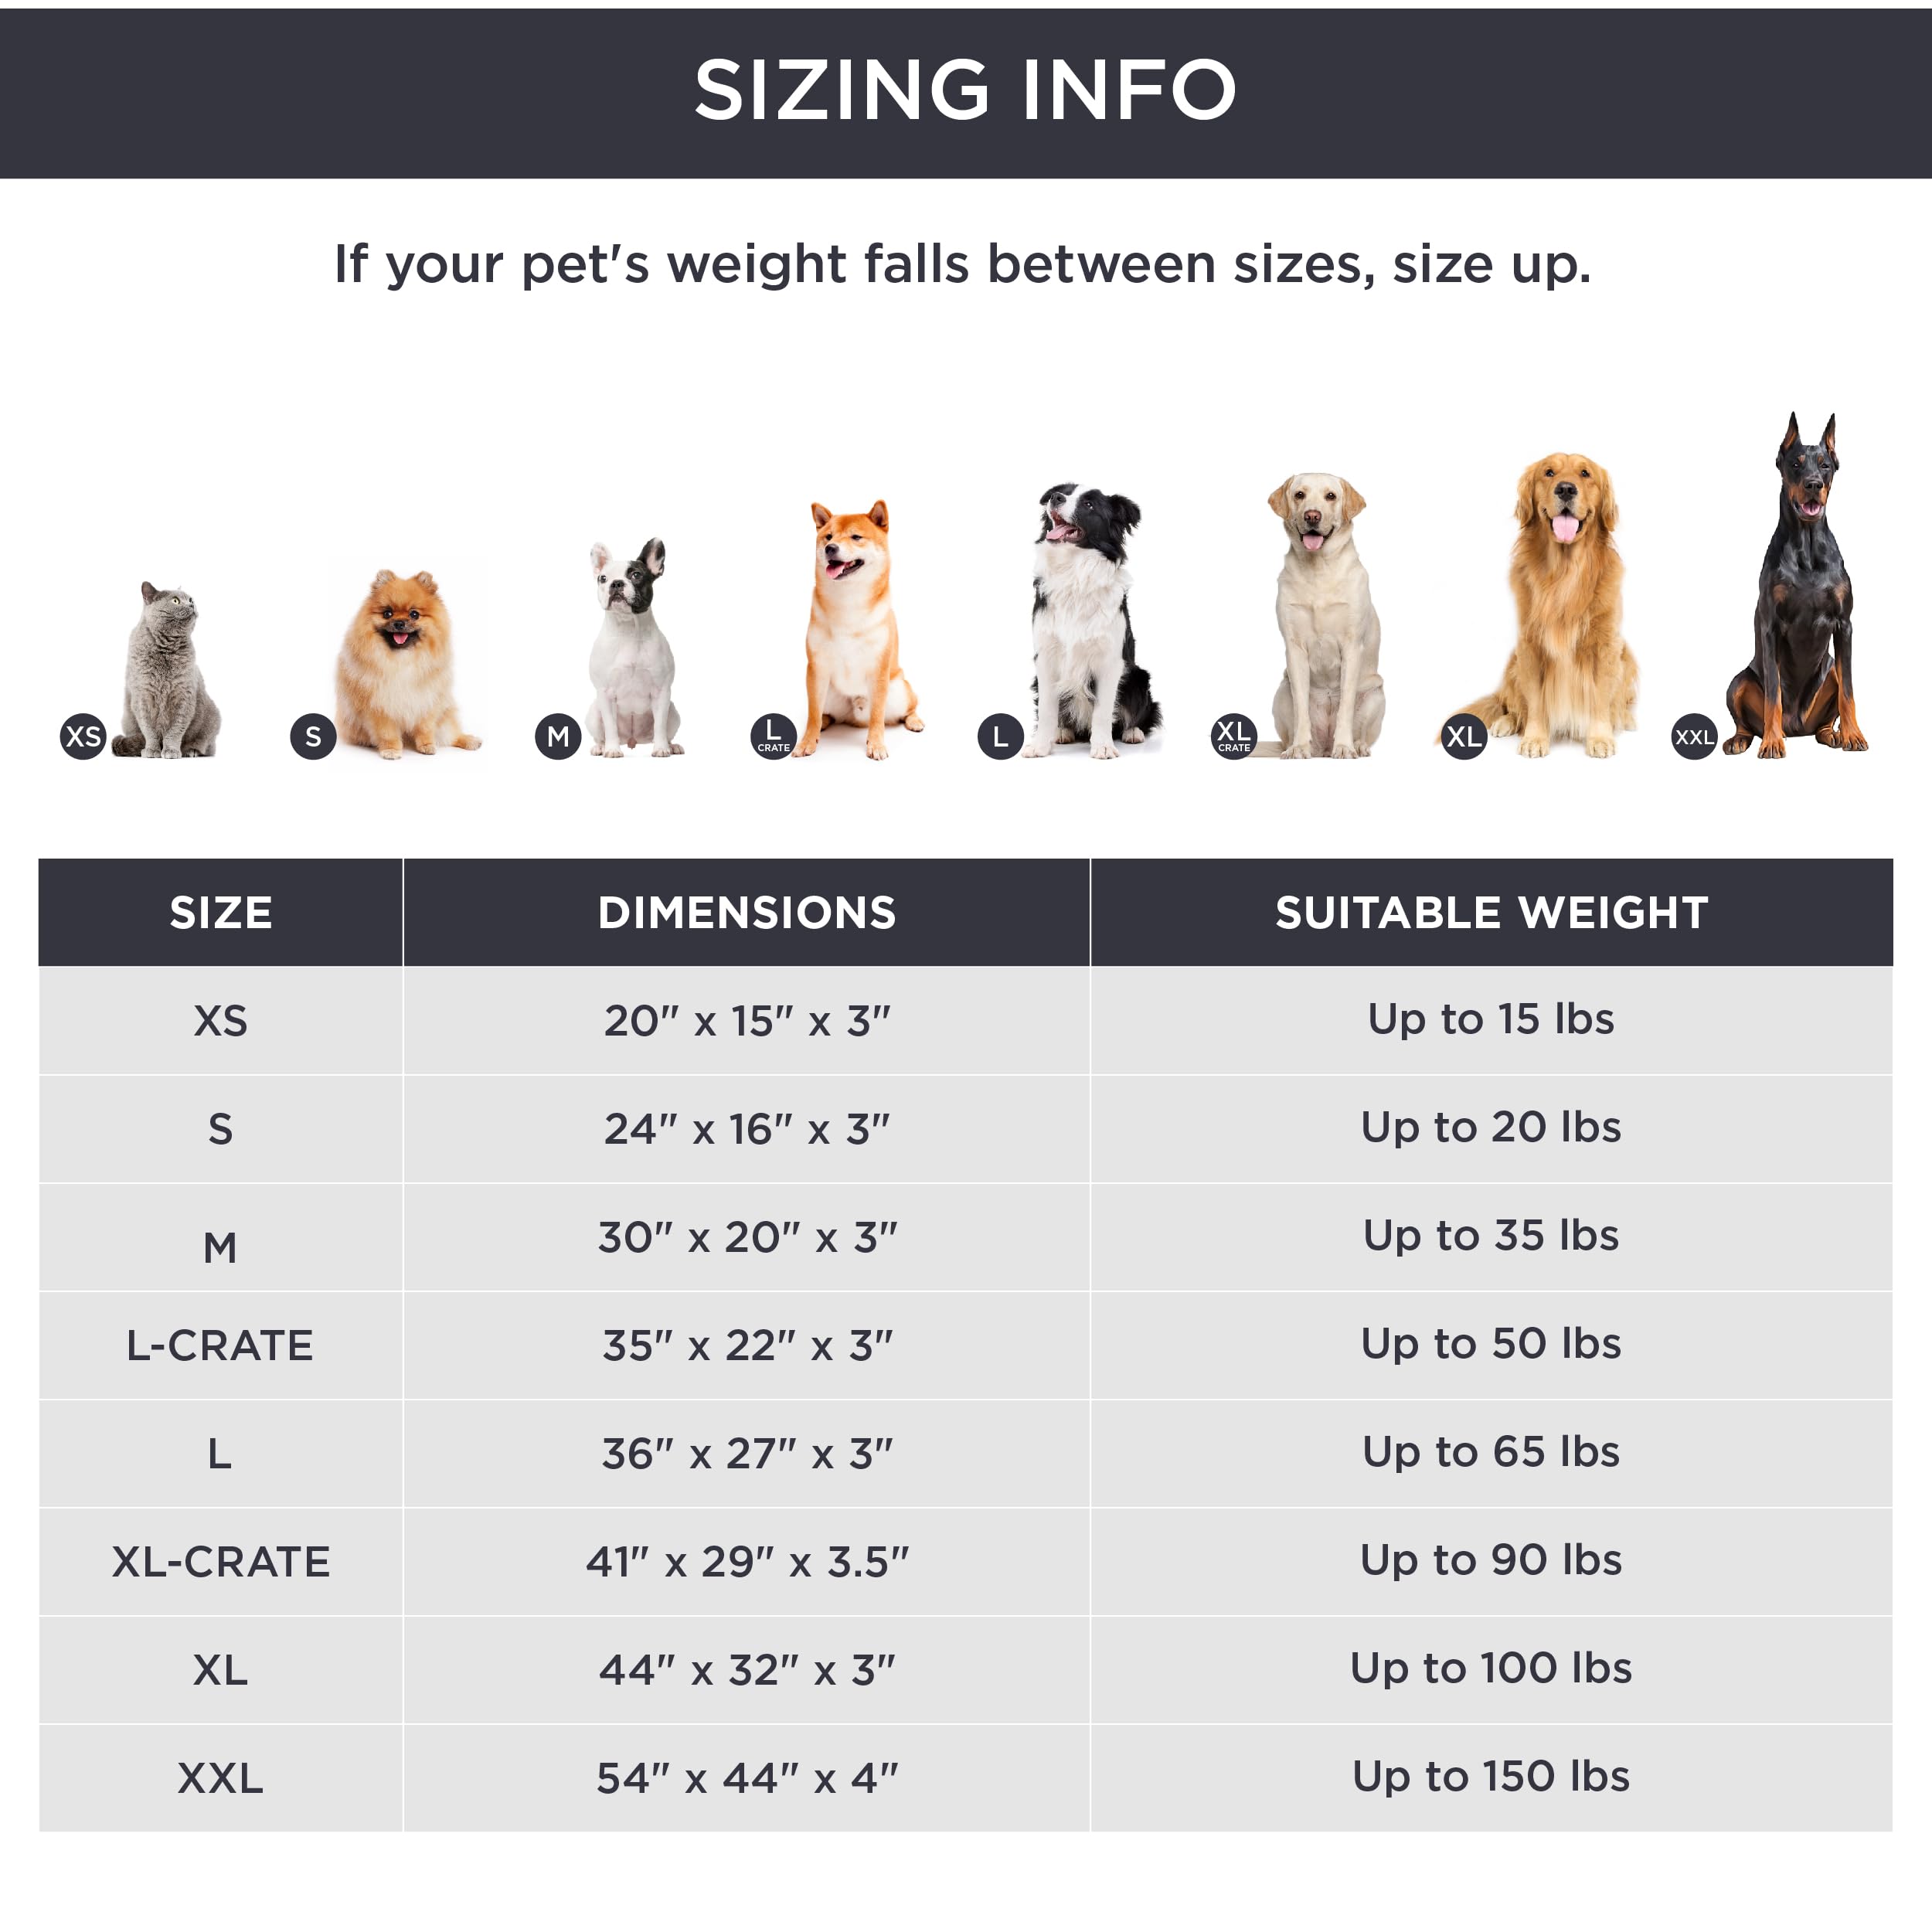 SIZING INFO
If your pet's weight falls between sizes, size up.
XS
S
M
L
CRATE
L
XL
CRATE
XL
XXL
SIZE DIMENSIONS SUITABLE WEIGHT
XS 20" x 15" x 3" Up to 15 lbs
S 24" x 16" x 3" Up to 20 lbs
M 30" x 20" x 3" Up to 35 lbs
L-CRATE 35" x 22" x 3" Up to 50 lbs
L 36" x 27" x 3" Up to 65 lbs
XL-CRATE 41" x 29" x 3.5" Up to 90 lbs
XL 44" x 32" x 3" Up to 100 lbs
XXL 54" x 44" x 4" Up to 150 lbs